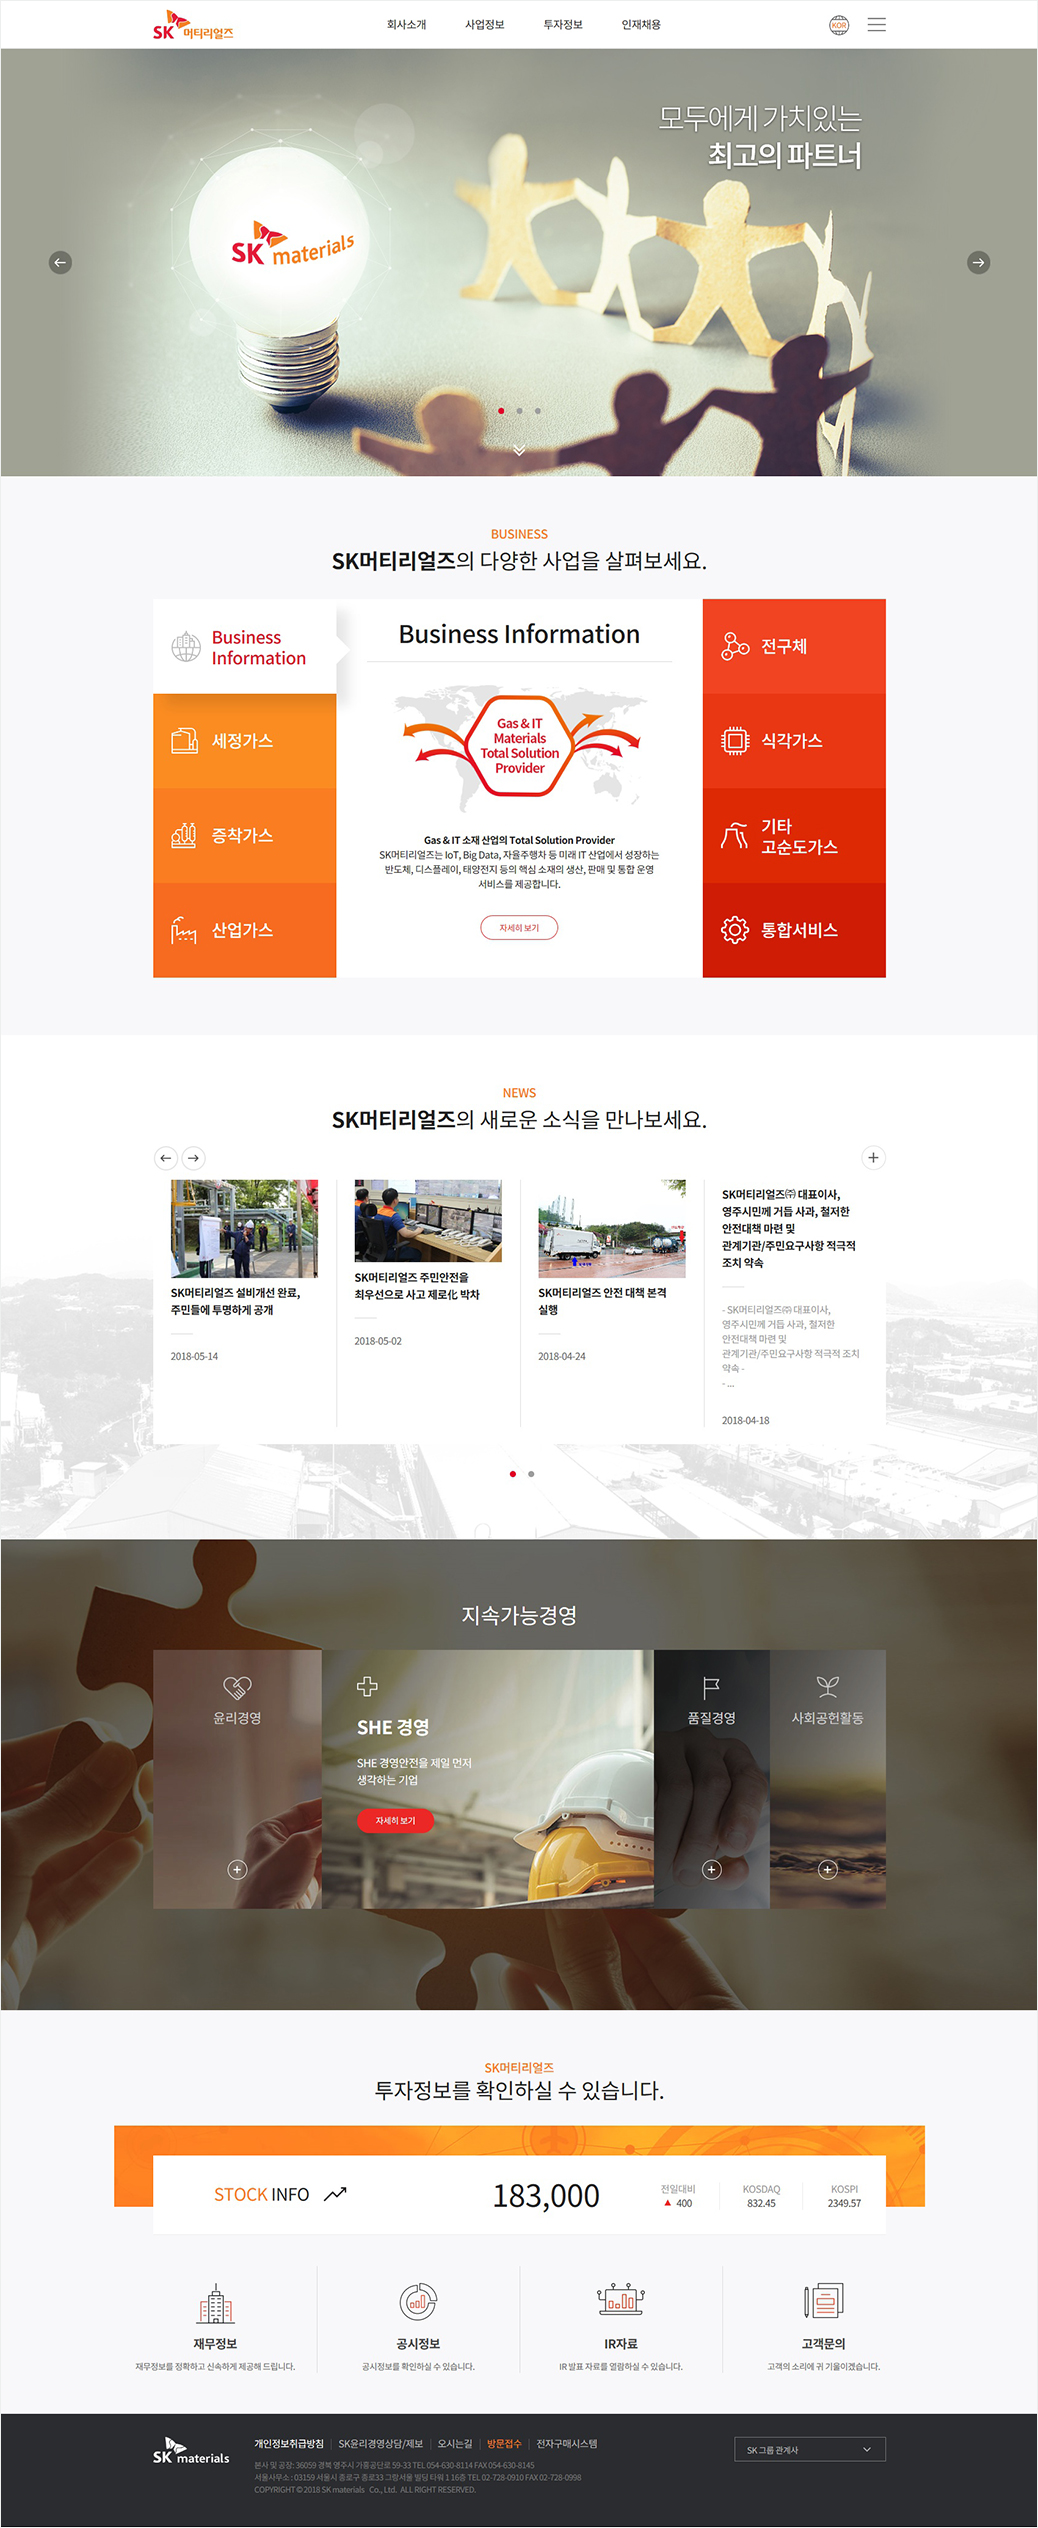 SK 머티리얼즈
회사소개 사업정보 투자정보 인재채용
KOR
모두에게 가치있는
최고의 파트너
SK materials
BUSINESS
SK머티리얼즈의 다양한 사업을 살펴보세요.
Business
Information
세정가스
증착가스
산업가스
Business Information
Gas & IT
Materials
Total Solution
Provider
Gas & IT 소재 산업의 Total Solution Provider
SK머티리얼즈는 IoT, Big Data, 자율주행차 등 미래 IT 산업에서 성장하는
반도체, 디스플레이, 태양전지 등의 핵심 소재의 생산, 판매 및 통합 운영
서비스를 제공합니다.
자세히 보기
전구체
식각가스
기타
고순도가스
통합서비스
NEWS
SK머티리얼즈의 새로운 소식을 만나보세요.
SK머티리얼즈 설비개선 완료,
주민들에 투명하게 공개
2018-05-14
SK머티리얼즈 주민안전을
최우선으로 사고 제로化 박차
2018-05-02
SK머티리얼즈 안전 대책 본격
실행
2018-04-24
SK머티리얼즈㈜ 대표이사,
영주시민께 거듭 사과, 철저한
안전대책 마련 및
관계기관/주민요구사항 적극적
조치 약속
- SK머티리얼즈㈜ 대표이사,
영주시민께 거듭 사과, 철저한
안전대책 마련 및
관계기관/주민요구사항 적극적 조치
약속 -
- ...
2018-04-18
지속가능경영
윤리경영
SHE 경영
SHE 경영안전을 제일 먼저
생각하는 기업
자세히 보기
품질경영
사회공헌활동
SK머티리얼즈
투자정보를 확인하실 수 있습니다.
STOCK INFO
183,000
전일대비
▲ 400
KOSDAQ
832.45
KOSPI
2349.57
재무정보
재무정보를 정확하고 신속하게 제공해 드립니다.
공시정보
공시정보를 확인하실 수 있습니다.
IR자료
IR 발표 자료를 열람하실 수 있습니다.
고객문의
고객의 소리에 귀 기울이겠습니다.
SK materials
개인정보취급방침 SK윤리경영상담/제보 오시는길 방문접수 전자구매시스템
본사 및 공장: 36059 경북 영주시 가흥공단로 59-33 TEL 054-630-8114 FAX 054-630-8145
서울사무소 : 03159 서울시 종로구 종로33 그랑서울 빌딩 타워 1 16층 TEL 02-728-0910 FAX 02-728-0998
COPYRIGHT © 2018 SK materials Co., Ltd. ALL RIGHT RESERVED.
SK 그룹 관계사